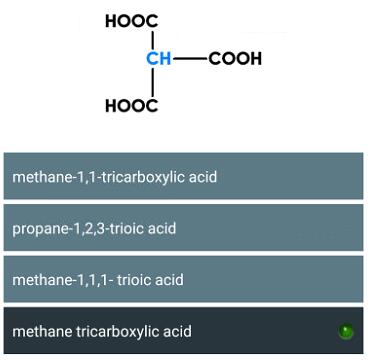 HOOC
CH—COOH
HOOC
methane-1,1-tricarboxylic acid
propane-1,2,3-trioic acid
methane-1,1,1- trioic acid
methane tricarboxylic acid